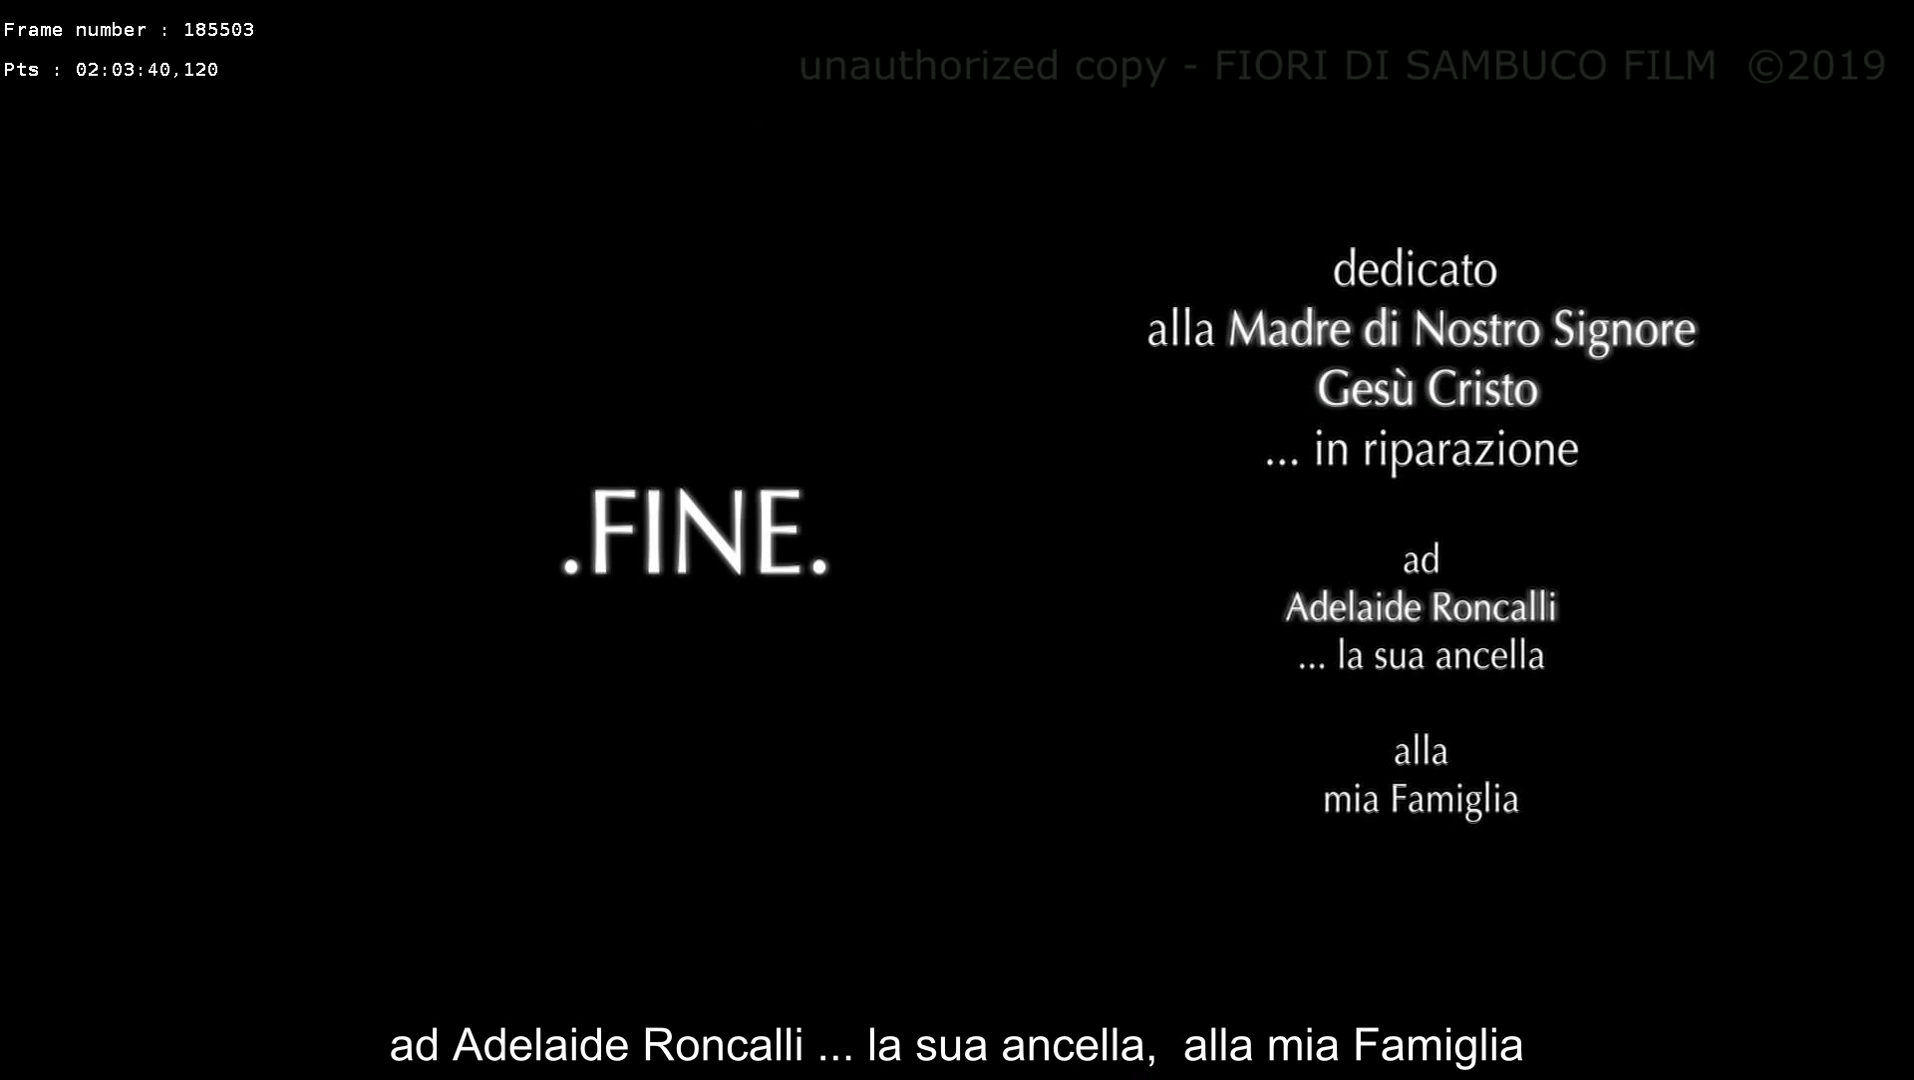 Frame number : 185503
Pts : 02:03:40,120
unauthorized copy - FIORI DI SAMBUCO FILM ©2019
.FINE.
dedicato
alla Madre di Nostro Signore
Gesù Cristo
... in riparazione
ad
Adelaide Roncalli
... la sua ancella
alla
mia Famiglia
ad Adelaide Roncalli ... la sua ancella, alla mia Famiglia